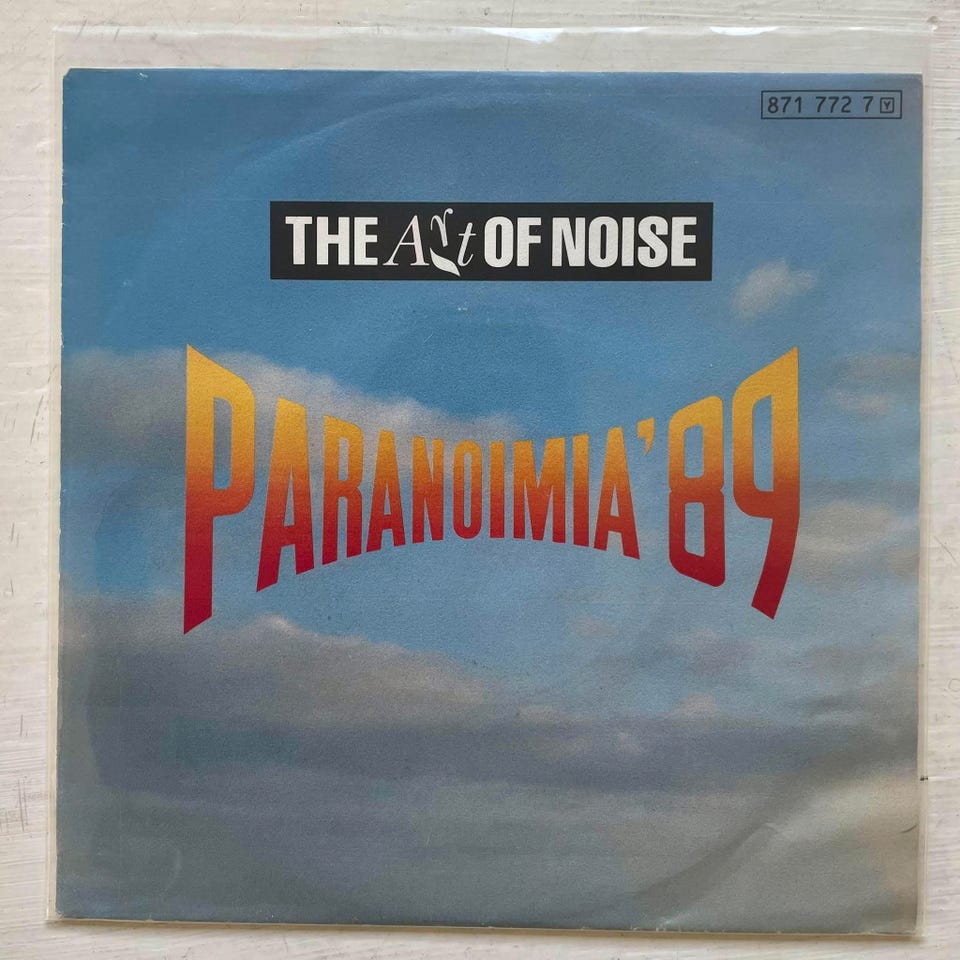 871 772 7 Y
THE Art OF NOISE
PARANOIMIA '89